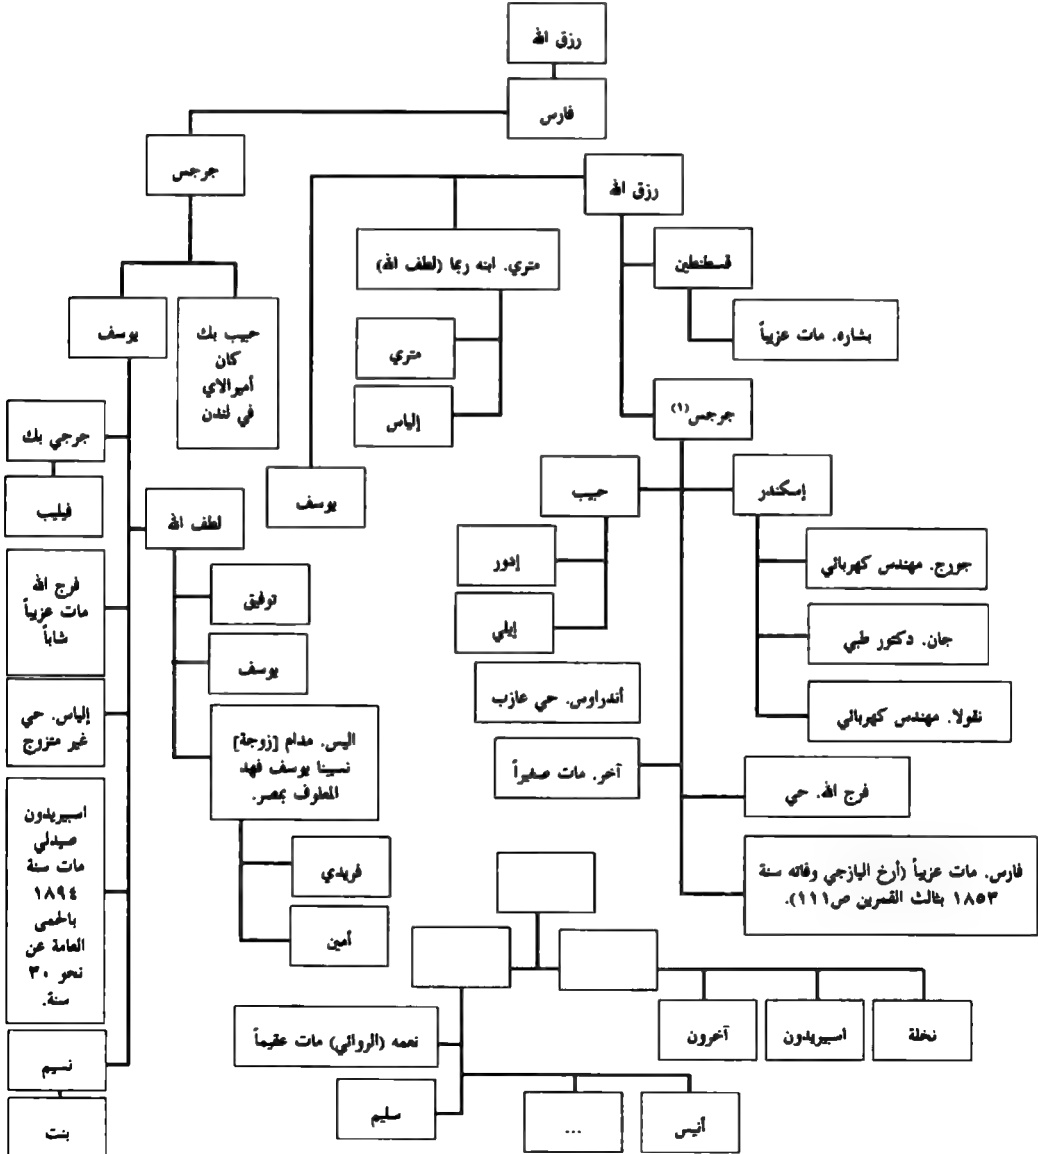 رزق الله
فارس
جرجس
رزق الله
متري. ابنه ربما (لطف الله)
قسطنطين
يوسف
حبيب بك
كان
أميرالاي
في لندن
بشاره. مات عزيباً
متري
إلياس
جرجس(١)
جرجي بك
فيليب
يوسف
حبيب
إسكندر
لطف الله
إدور
إيلي
جورج. مهندس كهربائي
جان. دكتور طبي
نقولا. مهندس كهربائي
فرج الله
مات عزيباً
شاباً
توفيق
يوسف
أندراوس. حي عازب
إلياس. حي
غير متزوج
اليس. مدام [زوجة]
نسيبنا يوسف فهد
المعلوف بمصر.
آخر. مات صغيراً
فرج الله. حي
اسبيريدون
صيدلي
مات سنة
١٨٩٤
بالحمى
العامة عن
نحو ٣٠
سنة.
فريدي
أمين
فارس. مات عزيباً (أرخ اليازجي وفاته سنة
١٨٥٣ بثالث القمرين ص١١١).
نعمه (الروائي) مات عقيماً
آخرون
اسبيريدون
نخلة
نسيم
بنت
سليم
...
أنيس